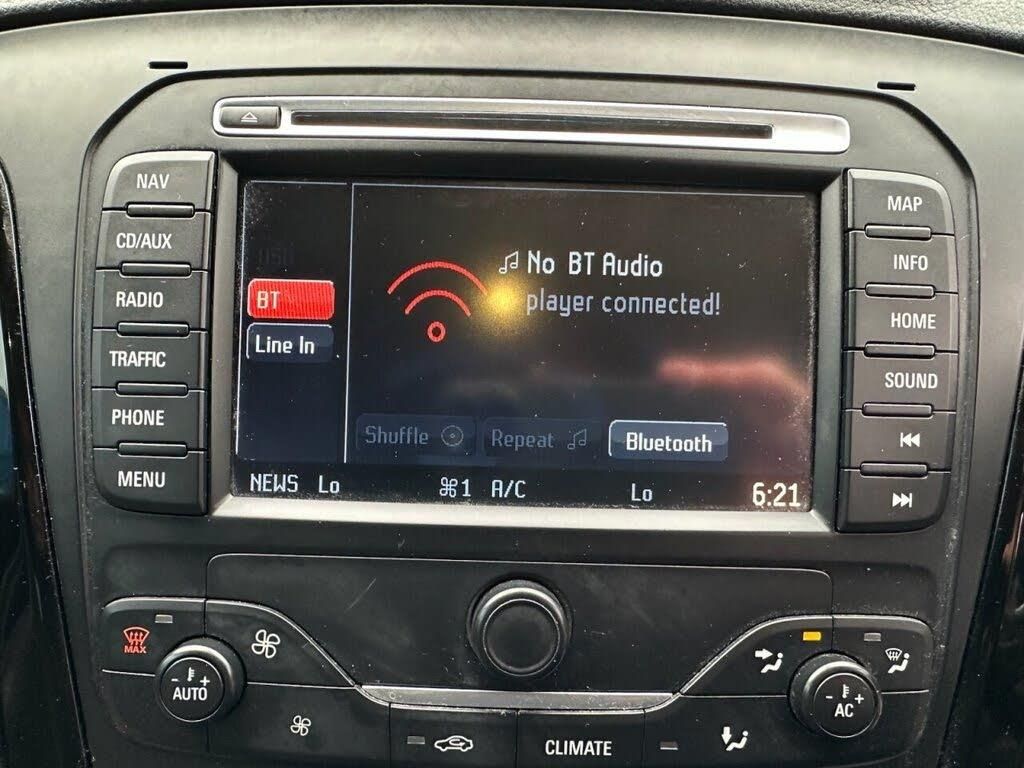 NAV
CD/AUX
RADIO
TRAFFIC
PHONE
MENU
USB
BT
Line In
No BT Audio
player connected!
Shuffle
Repeat
Bluetooth
NEWS Lo 1 A/C Lo 6:21
MAP
INFO
HOME
SOUND
MAX
- +
AUTO
- +
AC
CLIMATE